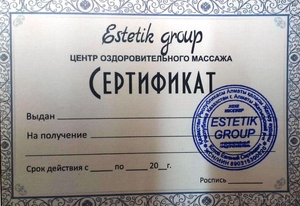 Estetik group
ЦЕНТР ОЗДОРОВИТЕЛЬНОГО МАССАЖА
СЕРТИФИКАТ
Выдан
На получение
Срок действия с ____ по ____ 20__г.
Роспись
ESTETIK
GROUP